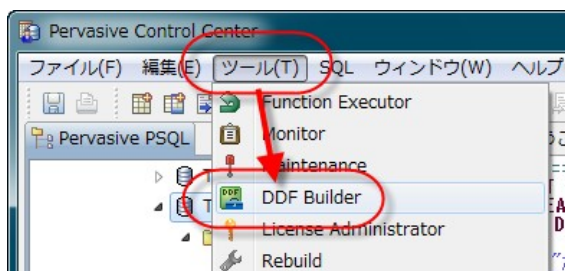 Pervasive Control Center
ファイル(F) 編集(E) ツール(T) SQL ウィンドウ(W) ヘルプ
Function Executor
Pervasive PSQL
Monitor
Maintenance
DDF Builder
License Administrator
Rebuild